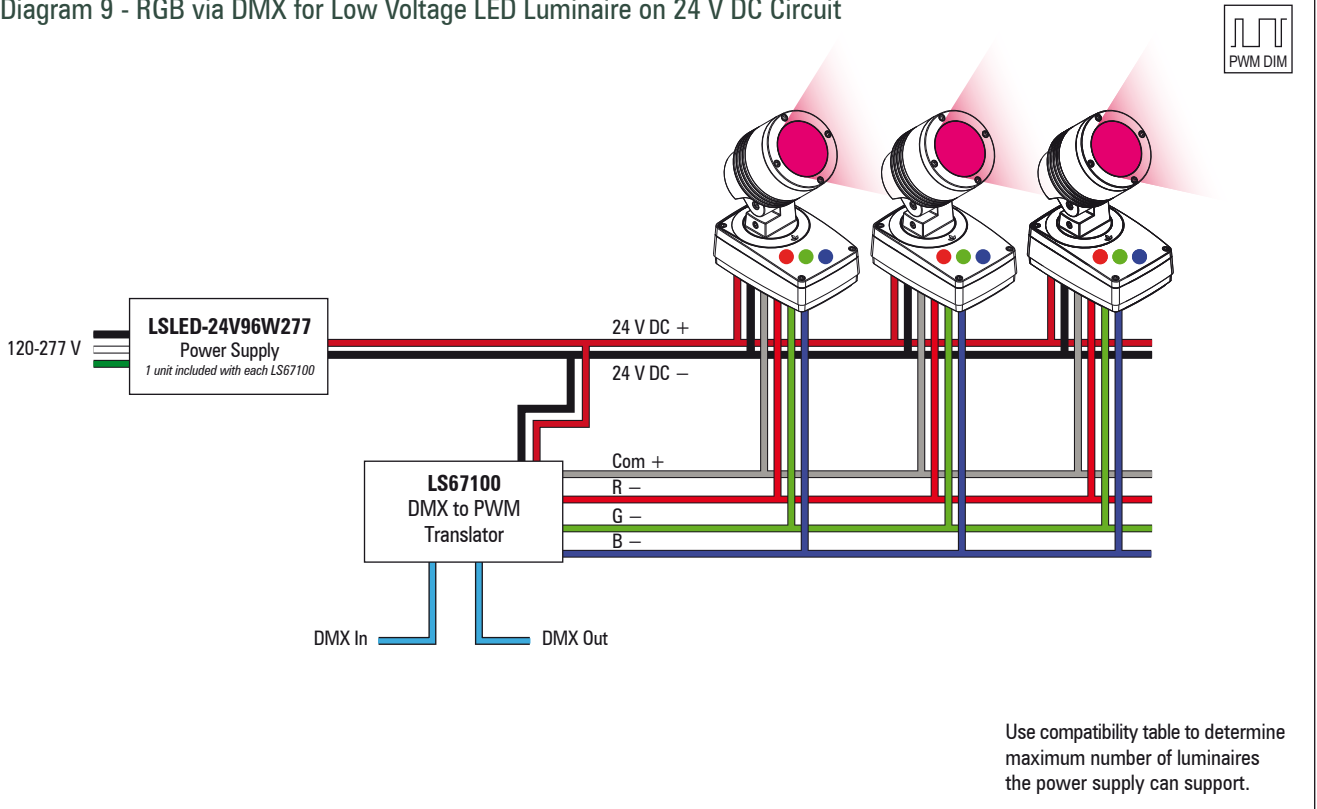 Diagram 9 - RGB via DMX for Low Voltage LED Luminaire on 24 V DC Circuit
PWM DIM
LSLED-24V96W277
Power Supply
1 unit included with each LS67100
120-277 V
24 V DC +
24 V DC −
LS67100
DMX to PWM
Translator
Com +
R −
G −
B −
DMX In
DMX Out
Use compatibility table to determine
maximum number of luminaires
the power supply can support.